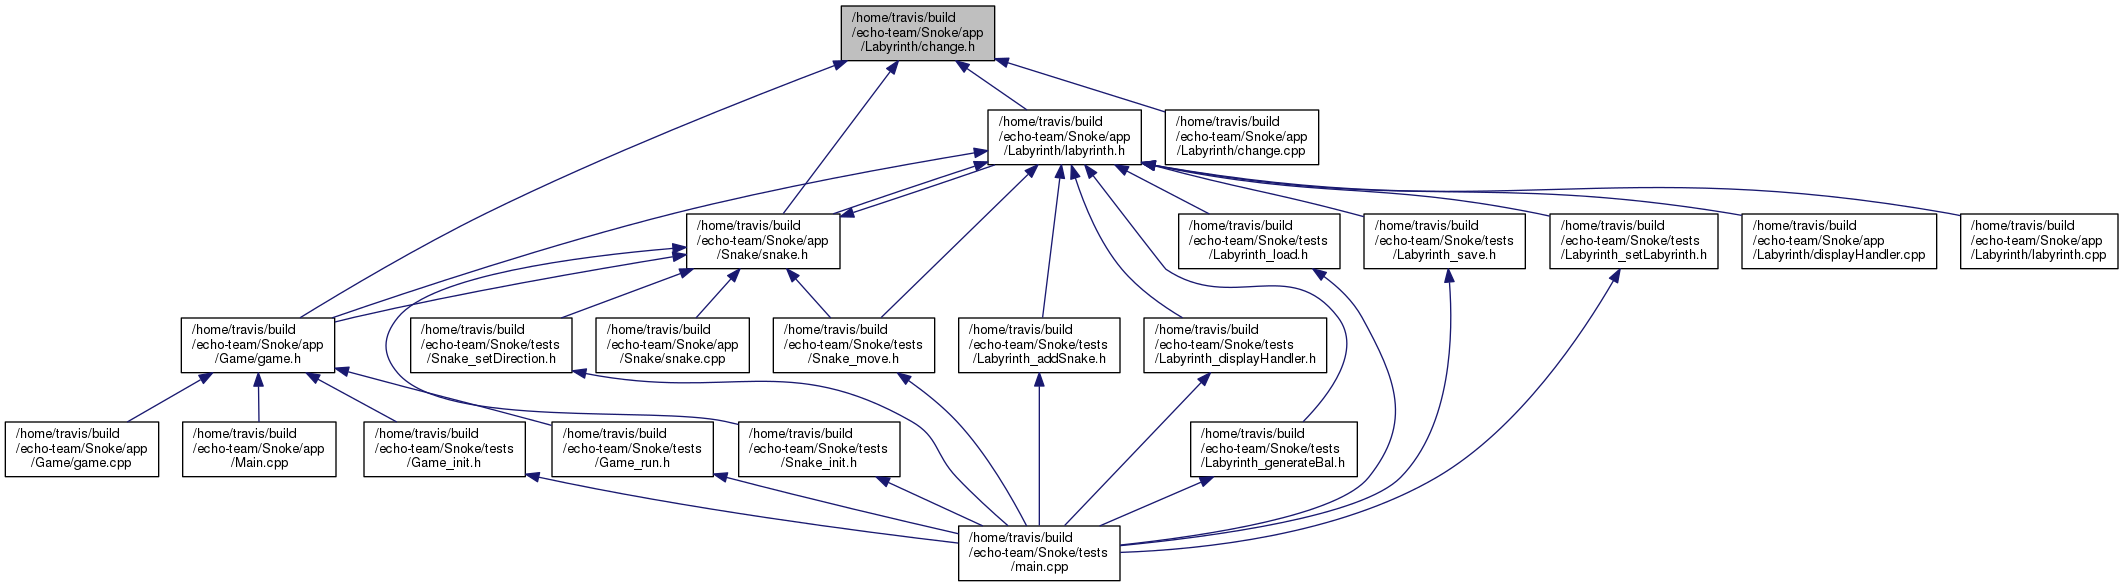 /home/travis/build
/echo-team/Snoke/app
/Labyrinth/change.h
/home/travis/build
/echo-team/Snoke/app
/Labyrinth/labyrinth.h
/home/travis/build
/echo-team/Snoke/app
/Labyrinth/change.cpp
/home/travis/build
/echo-team/Snoke/app
/Snake/snake.h
/home/travis/build
/echo-team/Snoke/tests
/Labyrinth_load.h
/home/travis/build
/echo-team/Snoke/tests
/Labyrinth_save.h
/home/travis/build
/echo-team/Snoke/tests
/Labyrinth_setLabyrinth.h
/home/travis/build
/echo-team/Snoke/app
/Labyrinth/displayHandler.cpp
/home/travis/build
/echo-team/Snoke/app
/Labyrinth/labyrinth.cpp
/home/travis/build
/echo-team/Snoke/app
/Game/game.h
/home/travis/build
/echo-team/Snoke/tests
/Snake_setDirection.h
/home/travis/build
/echo-team/Snoke/app
/Snake/snake.cpp
/home/travis/build
/echo-team/Snoke/tests
/Snake_move.h
/home/travis/build
/echo-team/Snoke/tests
/Labyrinth_addSnake.h
/home/travis/build
/echo-team/Snoke/tests
/Labyrinth_displayHandler.h
/home/travis/build
/echo-team/Snoke/app
/Game/game.cpp
/home/travis/build
/echo-team/Snoke/app
/Main.cpp
/home/travis/build
/echo-team/Snoke/tests
/Game_init.h
/home/travis/build
/echo-team/Snoke/tests
/Game_run.h
/home/travis/build
/echo-team/Snoke/tests
/Snake_init.h
/home/travis/build
/echo-team/Snoke/tests
/Labyrinth_generateBal.h
/home/travis/build
/echo-team/Snoke/tests
/main.cpp